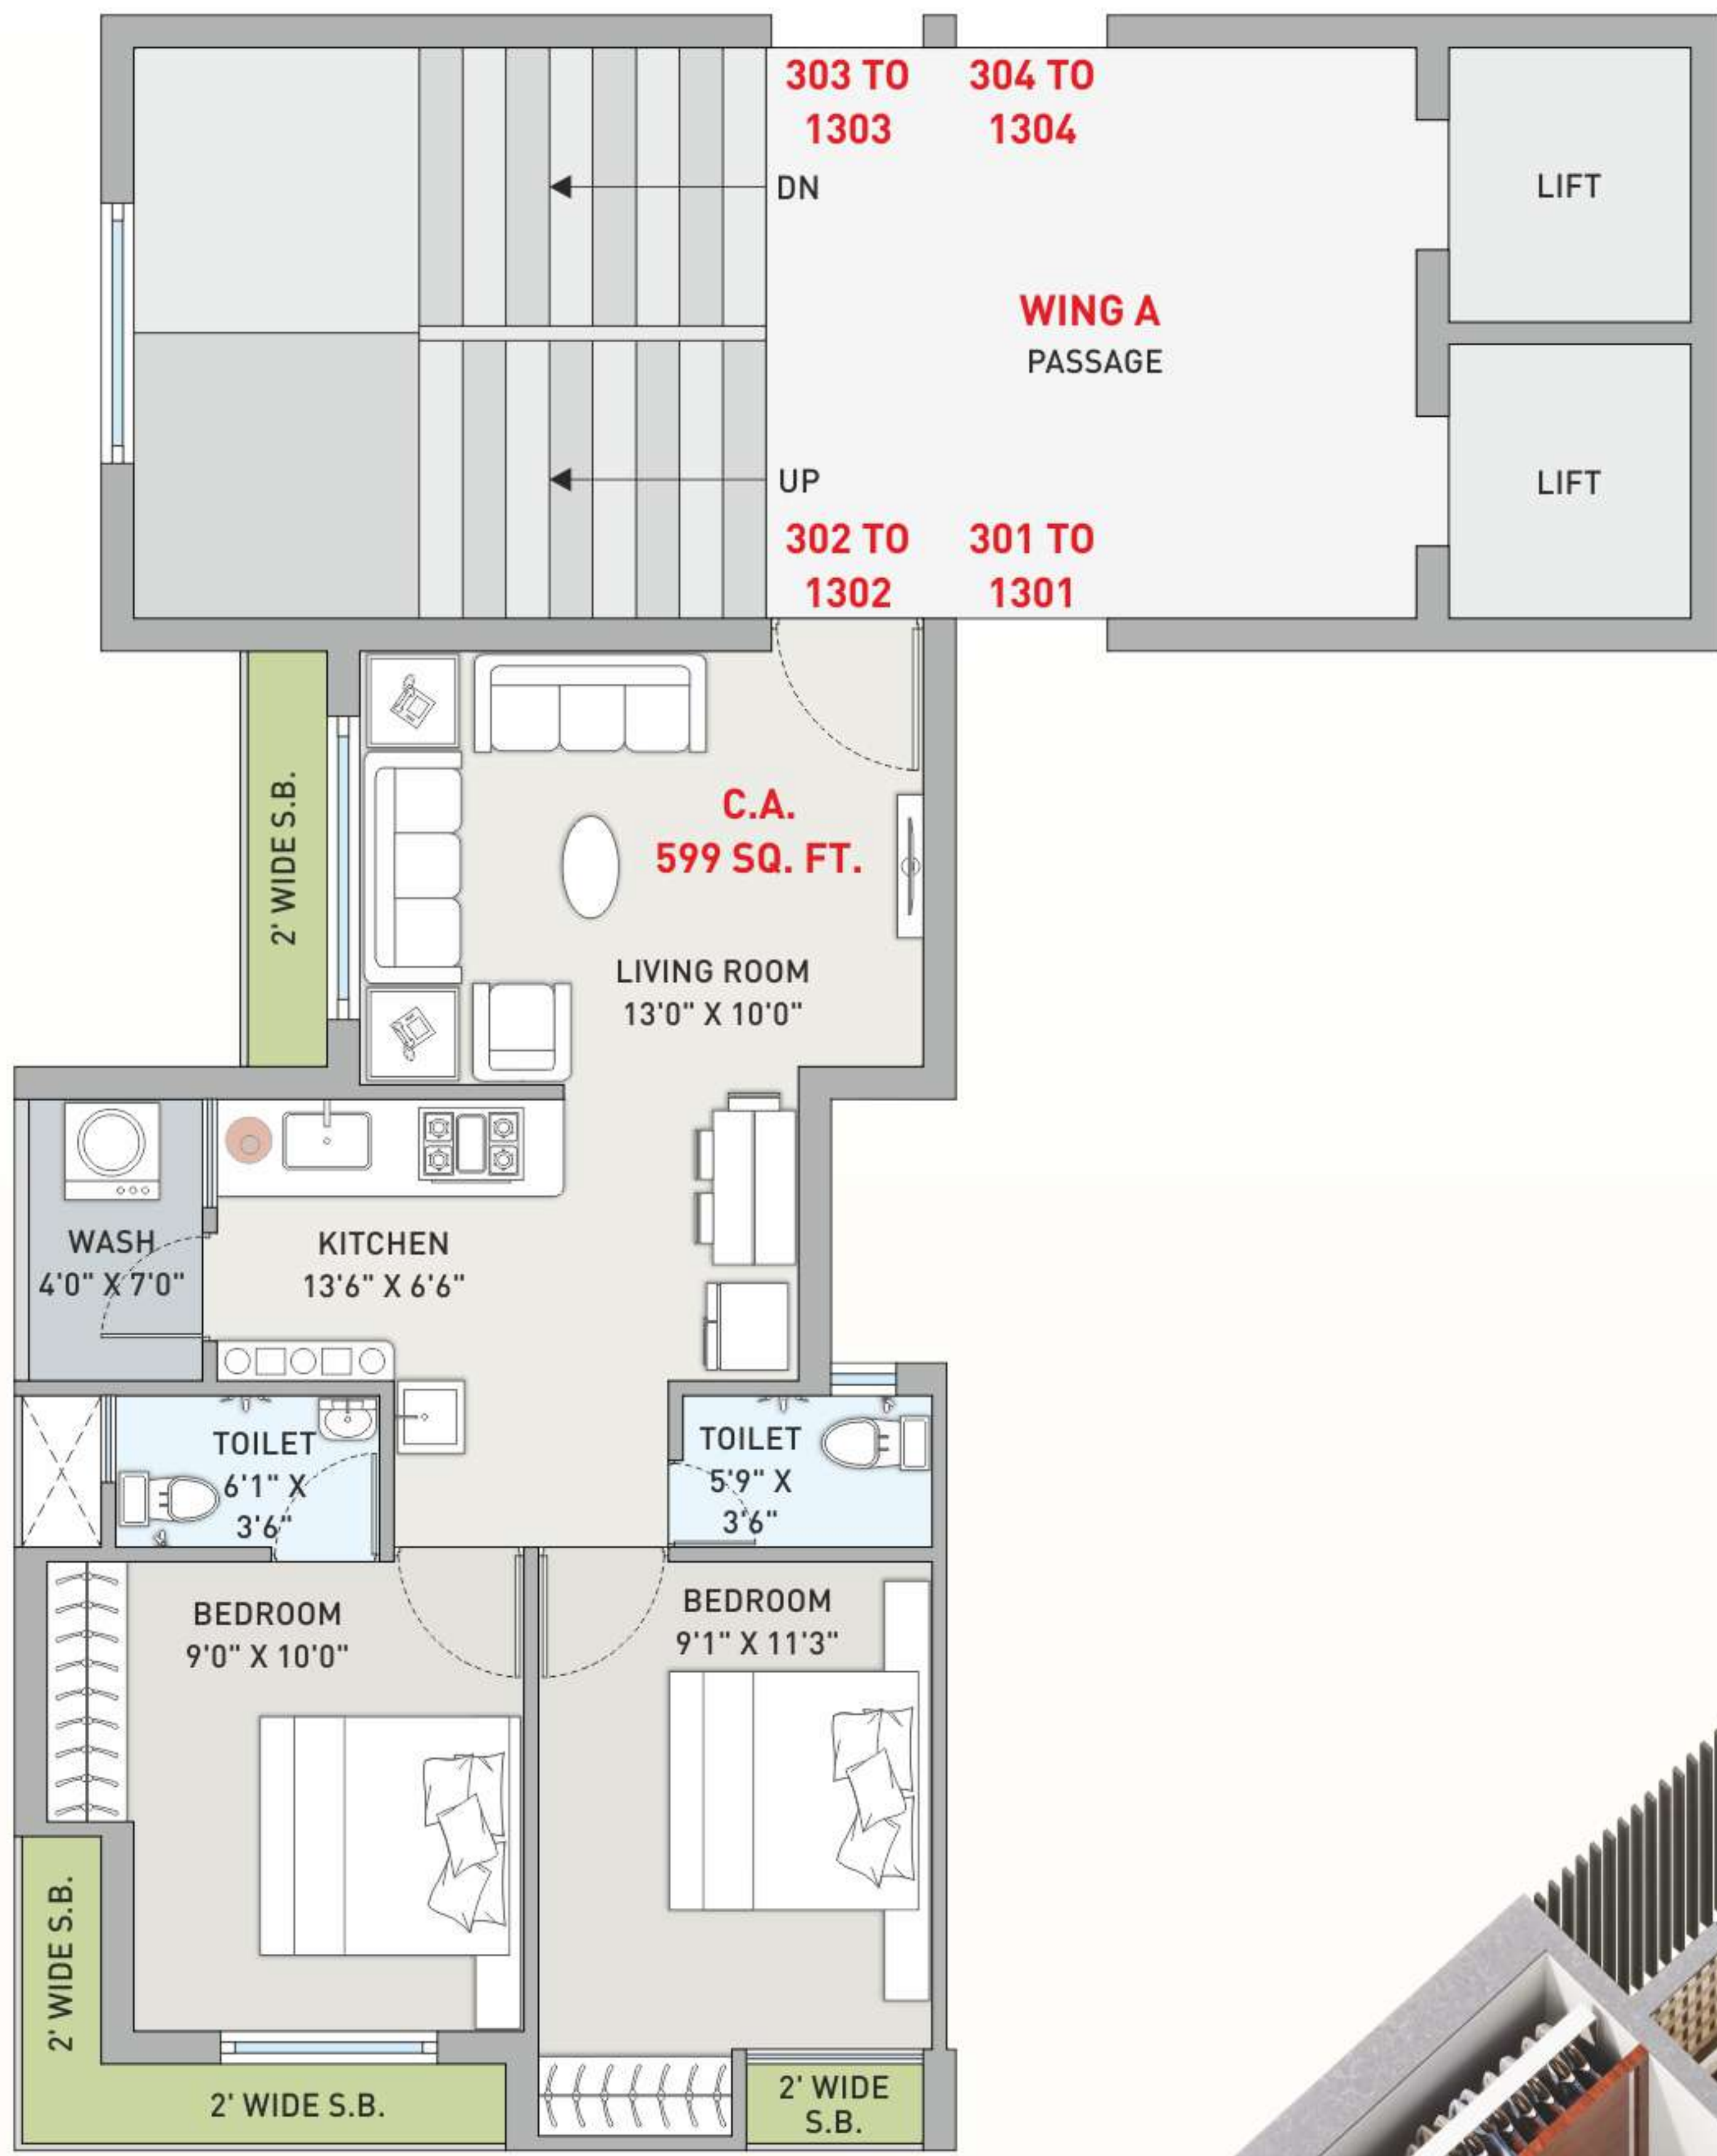 303 TO
1303
304 TO
1304
DN
LIFT
WING A
PASSAGE
UP
LIFT
302 TO
1302
301 TO
1301
2' WIDE S.B.
C.A.
599 SQ. FT.
LIVING ROOM
13'0" X 10'0"
WASH
4'0" X 7'0"
KITCHEN
13'6" X 6'6"
TOILET
6'1" X
3'6"
TOILET
5'9" X
3'6"
BEDROOM
9'0" X 10'0"
BEDROOM
9'1" X 11'3"
2' WIDE S.B.
2' WIDE S.B.
2' WIDE
S.B.